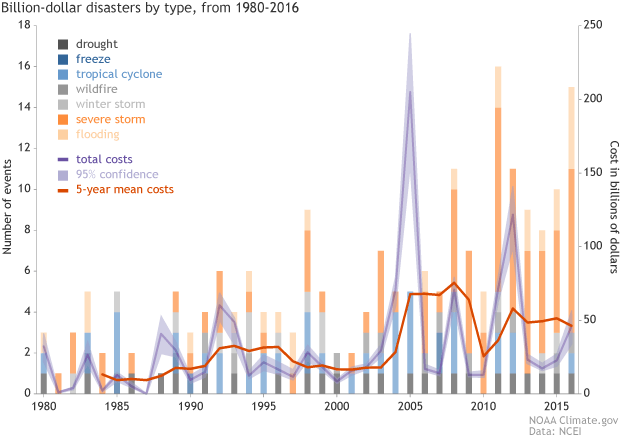 Billion-dollar disasters by type, from 1980-2016
18
16
14
12
10
8
6
4
2
0
Number of events
drought
freeze
tropical cyclone
wildfire
winter storm
severe storm
flooding
total costs
95% confidence
5-year mean costs
250
200
150
100
50
0
Cost in billions of dollars
1980 1985 1990 1995 2000 2005 2010 2015
NOAA Climate.gov
Data: NCEI